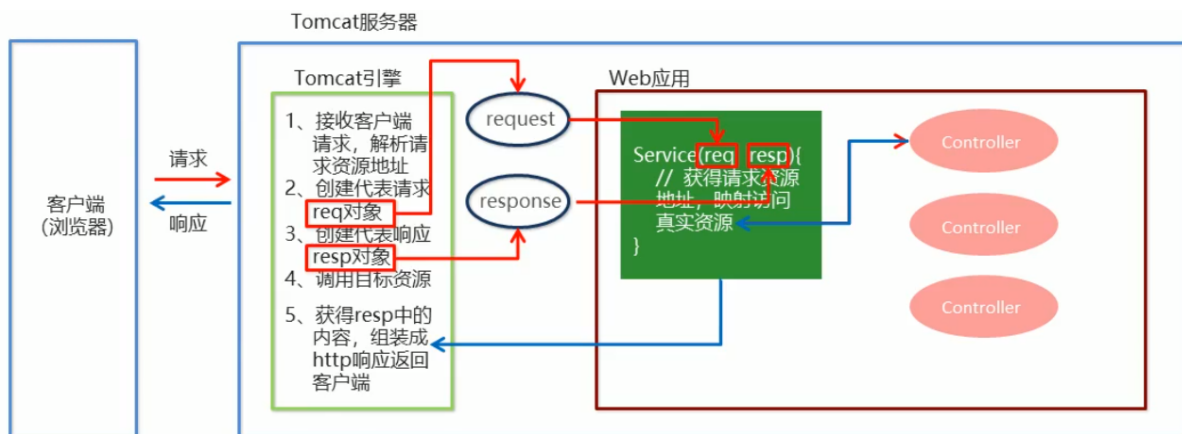 Tomcat服务器
Tomcat引擎
Web应用
客户端
(浏览器)
请求
响应
1、接收客户端
请求，解析请
求资源地址
2、创建代表请求
req对象
3、创建代表响应
resp对象
4、调用目标资源
5、获得resp中的
内容，组装成
http响应返回
客户端
request
response
Service(req resp){
// 获得请求资源
地址，映射访问
真实资源
}
Controller
Controller
Controller